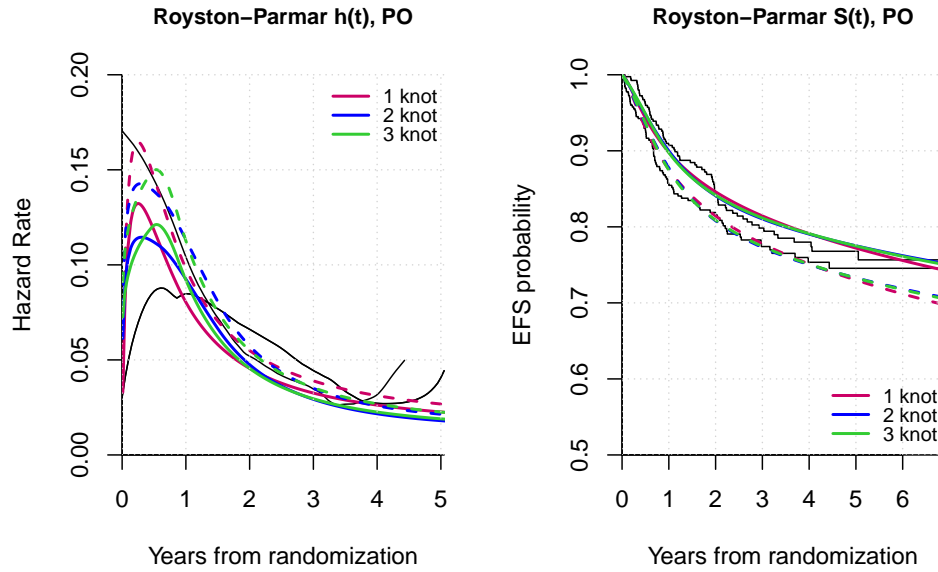 Royston−Parmar h(t), PO
Hazard Rate
0.20
0.15
0.10
0.05
0.00
1 knot
2 knot
3 knot
0 1 2 3 4 5
Years from randomization
Royston−Parmar S(t), PO
EFS probability
1.0
0.9
0.8
0.7
0.6
0.5
1 knot
2 knot
3 knot
0 1 2 3 4 5 6
Years from randomization